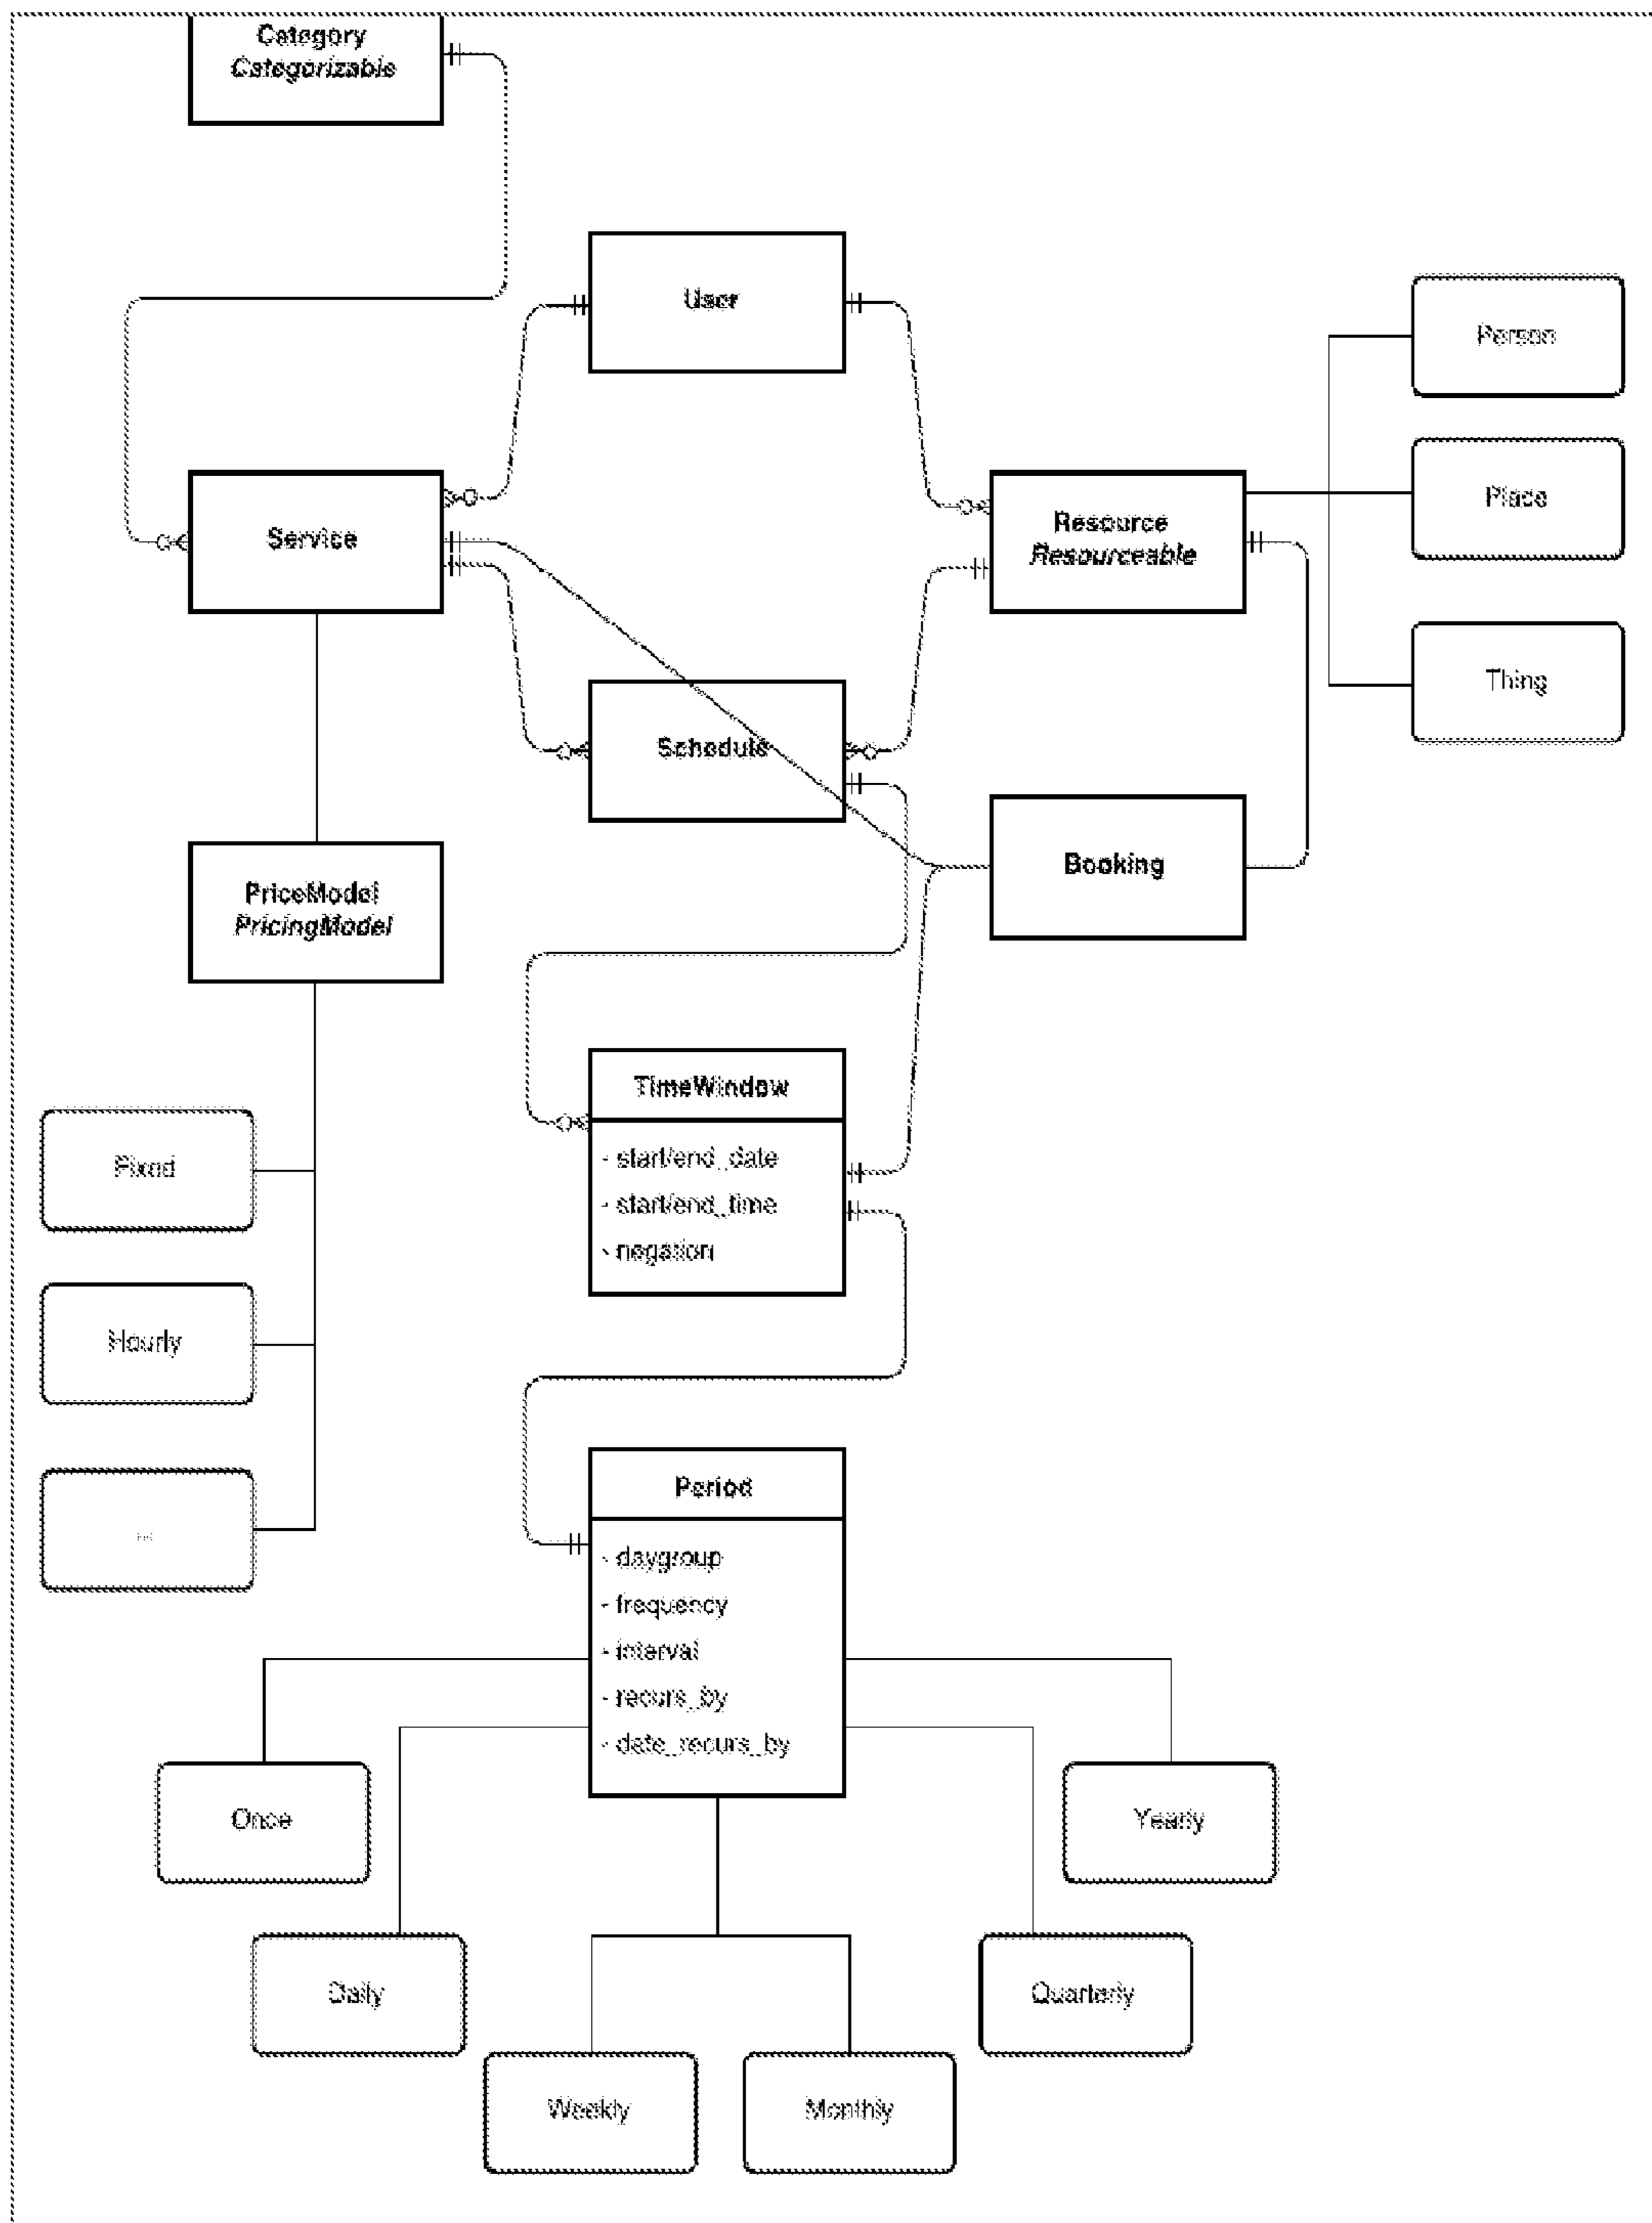 Category
Categorizable
User
Person
Place
Service
Resource
Resourceable
Thing
Schedule
Booking
PriceModel
PricingModel
TimeWindow
- start/end_date
- start/end_time
- negation
Fixed
Hourly
...
Period
- daygroup
- frequency
- interval
- recurs_by
- date_recurs_by
Once
Yearly
Daily
Quarterly
Weekly
Monthly